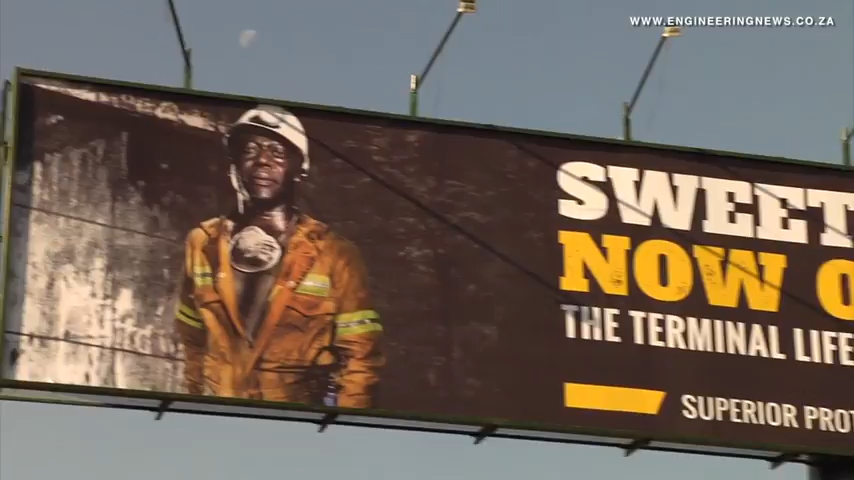 WWW.ENGINEERINGNEWS.CO.ZA
SWEET
NOW
THE TERMINAL LIFE
SUPERIOR PROT